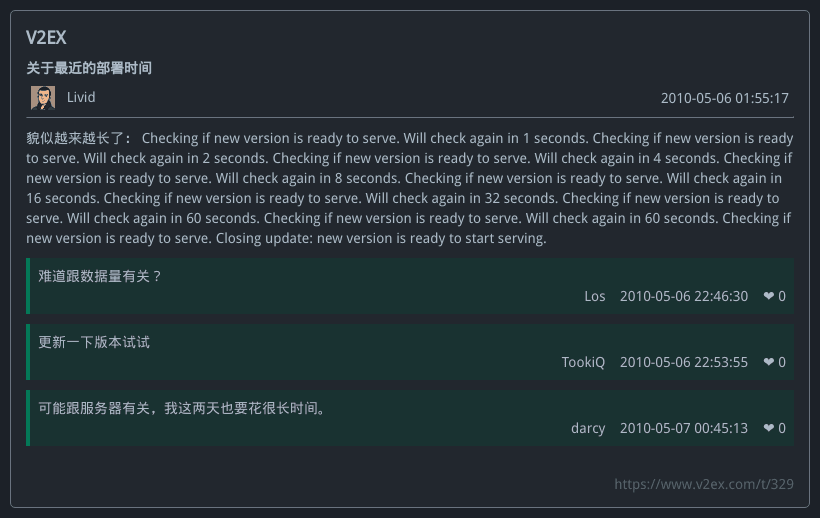 V2EX
关于最近的部署时间
Livid
2010-05-06 01:55:17
貌似越来越长了： Checking if new version is ready to serve. Will check again in 1 seconds. Checking if new version is ready
to serve. Will check again in 2 seconds. Checking if new version is ready to serve. Will check again in 4 seconds. Checking if
new version is ready to serve. Will check again in 8 seconds. Checking if new version is ready to serve. Will check again in
16 seconds. Checking if new version is ready to serve. Will check again in 32 seconds. Checking if new version is ready to
serve. Will check again in 60 seconds. Checking if new version is ready to serve. Will check again in 60 seconds. Checking if
new version is ready to serve. Closing update: new version is ready to start serving.
难道跟数据量有关？
Los 2010-05-06 22:46:30 ❤ 0
更新一下版本试试
TookiQ 2010-05-06 22:53:55 ❤ 0
可能跟服务器有关，我这两天也要花很长时间。
darcy 2010-05-07 00:45:13 ❤ 0
https://www.v2ex.com/t/329